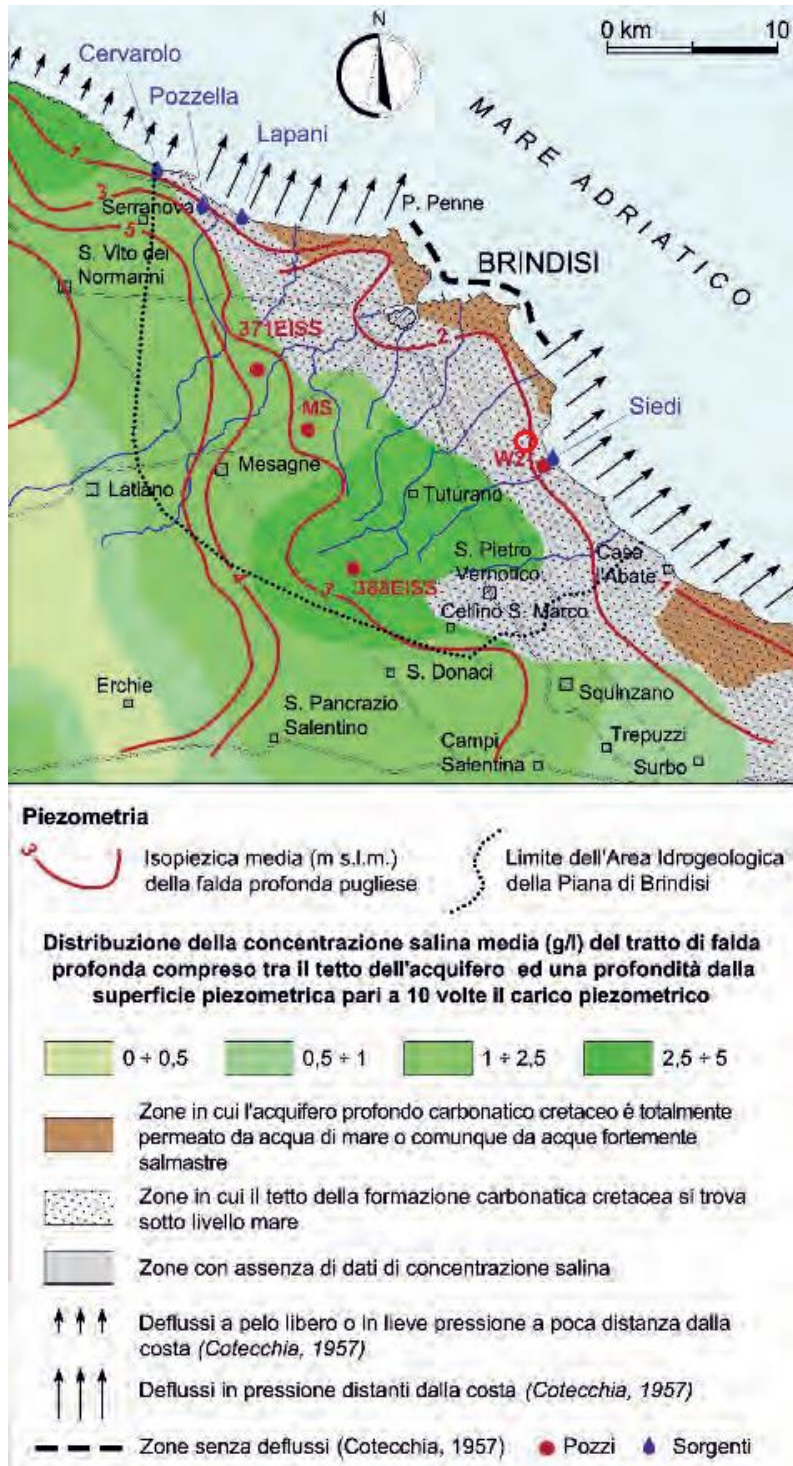 N
0 km 10
Cervarolo
Pozzella
Lapani
MARE ADRIATICO
P. Penne
BRINDISI
1
3
5
Serranova
S. Vito dei
Normanni
371EISS
2
Siedi
MS
W2
Mesagne
Latiano
Tuturano
S. Pietro
Vernotico
Case
l'Abate
388EISS
3
Cellino S. Marco
1
S. Donaci
Erchie
Squinzano
S. Pancrazio
Salentino
Campi
Salentina
Trepuzzi
Surbo
Piezometria
3
Isopiezica media (m s.l.m.)
della falda profonda pugliese
Limite dell'Area Idrogeologica
della Piana di Brindisi
Distribuzione della concentrazione salina media (g/l) del tratto di falda
profonda compreso tra il tetto dell'acquifero ed una profondità dalla
superficie piezometrica pari a 10 volte il carico piezometrico
0 ÷ 0,5
0,5 ÷ 1
1 ÷ 2,5
2,5 ÷ 5
Zone in cui l'acquifero profondo carbonatico cretaceo é totalmente
permeato da acqua di mare o comunque da acque fortemente
salmastre
Zone in cui il tetto della formazione carbonatica cretacea si trova
sotto livello mare
Zone con assenza di dati di concentrazione salina
Deflussi a pelo libero o in lieve pressione a poca distanza dalla
costa (Cotecchia, 1957)
Deflussi in pressione distanti dalla costa (Cotecchia, 1957)
Zone senza deflussi (Cotecchia, 1957)
Pozzi
Sorgenti